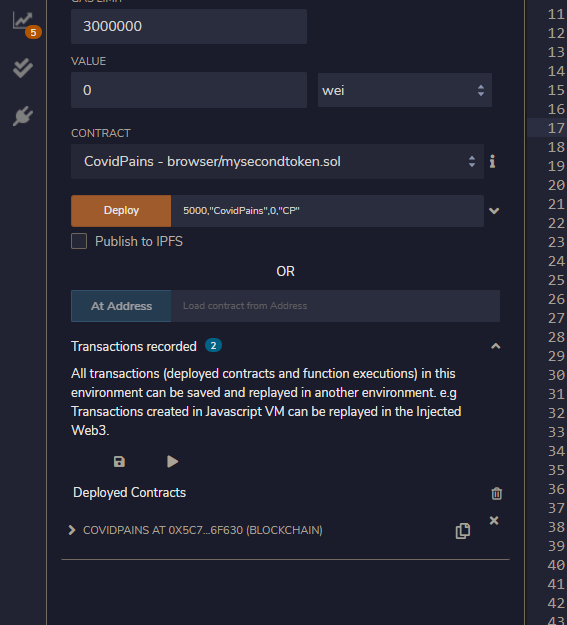 GAS LIMIT
3000000
VALUE
0
wei
CONTRACT
CovidPains - browser/mysecondtoken.sol
Deploy
5000,"CovidPains",0,"CP"
Publish to IPFS
OR
At Address
Load contract from Address
Transactions recorded 2
All transactions (deployed contracts and function executions) in this
environment can be saved and replayed in another environment. e.g
Transactions created in Javascript VM can be replayed in the Injected
Web3.
Deployed Contracts
COVIDPAINS AT 0X5C7...6F630 (BLOCKCHAIN)
5
11
12
13
14
15
16
17
18
19
20
21
22
23
24
25
26
27
28
29
30
31
32
33
34
35
36
37
38
39
40
41
42
43